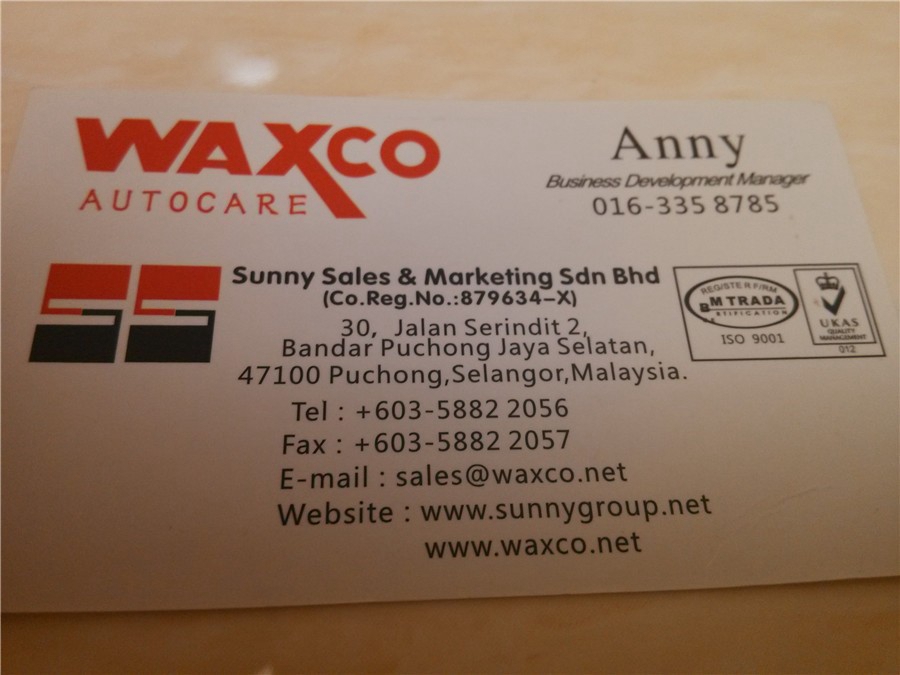 WAXCO
AUTOCARE
Anny
Business Development Manager
016-335 8785
Sunny Sales & Marketing Sdn Bhd
(Co.Reg.No.:879634-X)
30, Jalan Serindit 2,
Bandar Puchong Jaya Selatan,
47100 Puchong,Selangor,Malaysia.
Tel : +603-5882 2056
Fax : +603-5882 2057
E-mail : sales@waxco.net
Website : www.sunnygroup.net
www.waxco.net
REGISTER FIRM
BM TRADA
ISO 9001
UKAS
QUALITY
MANAGEMENT
012